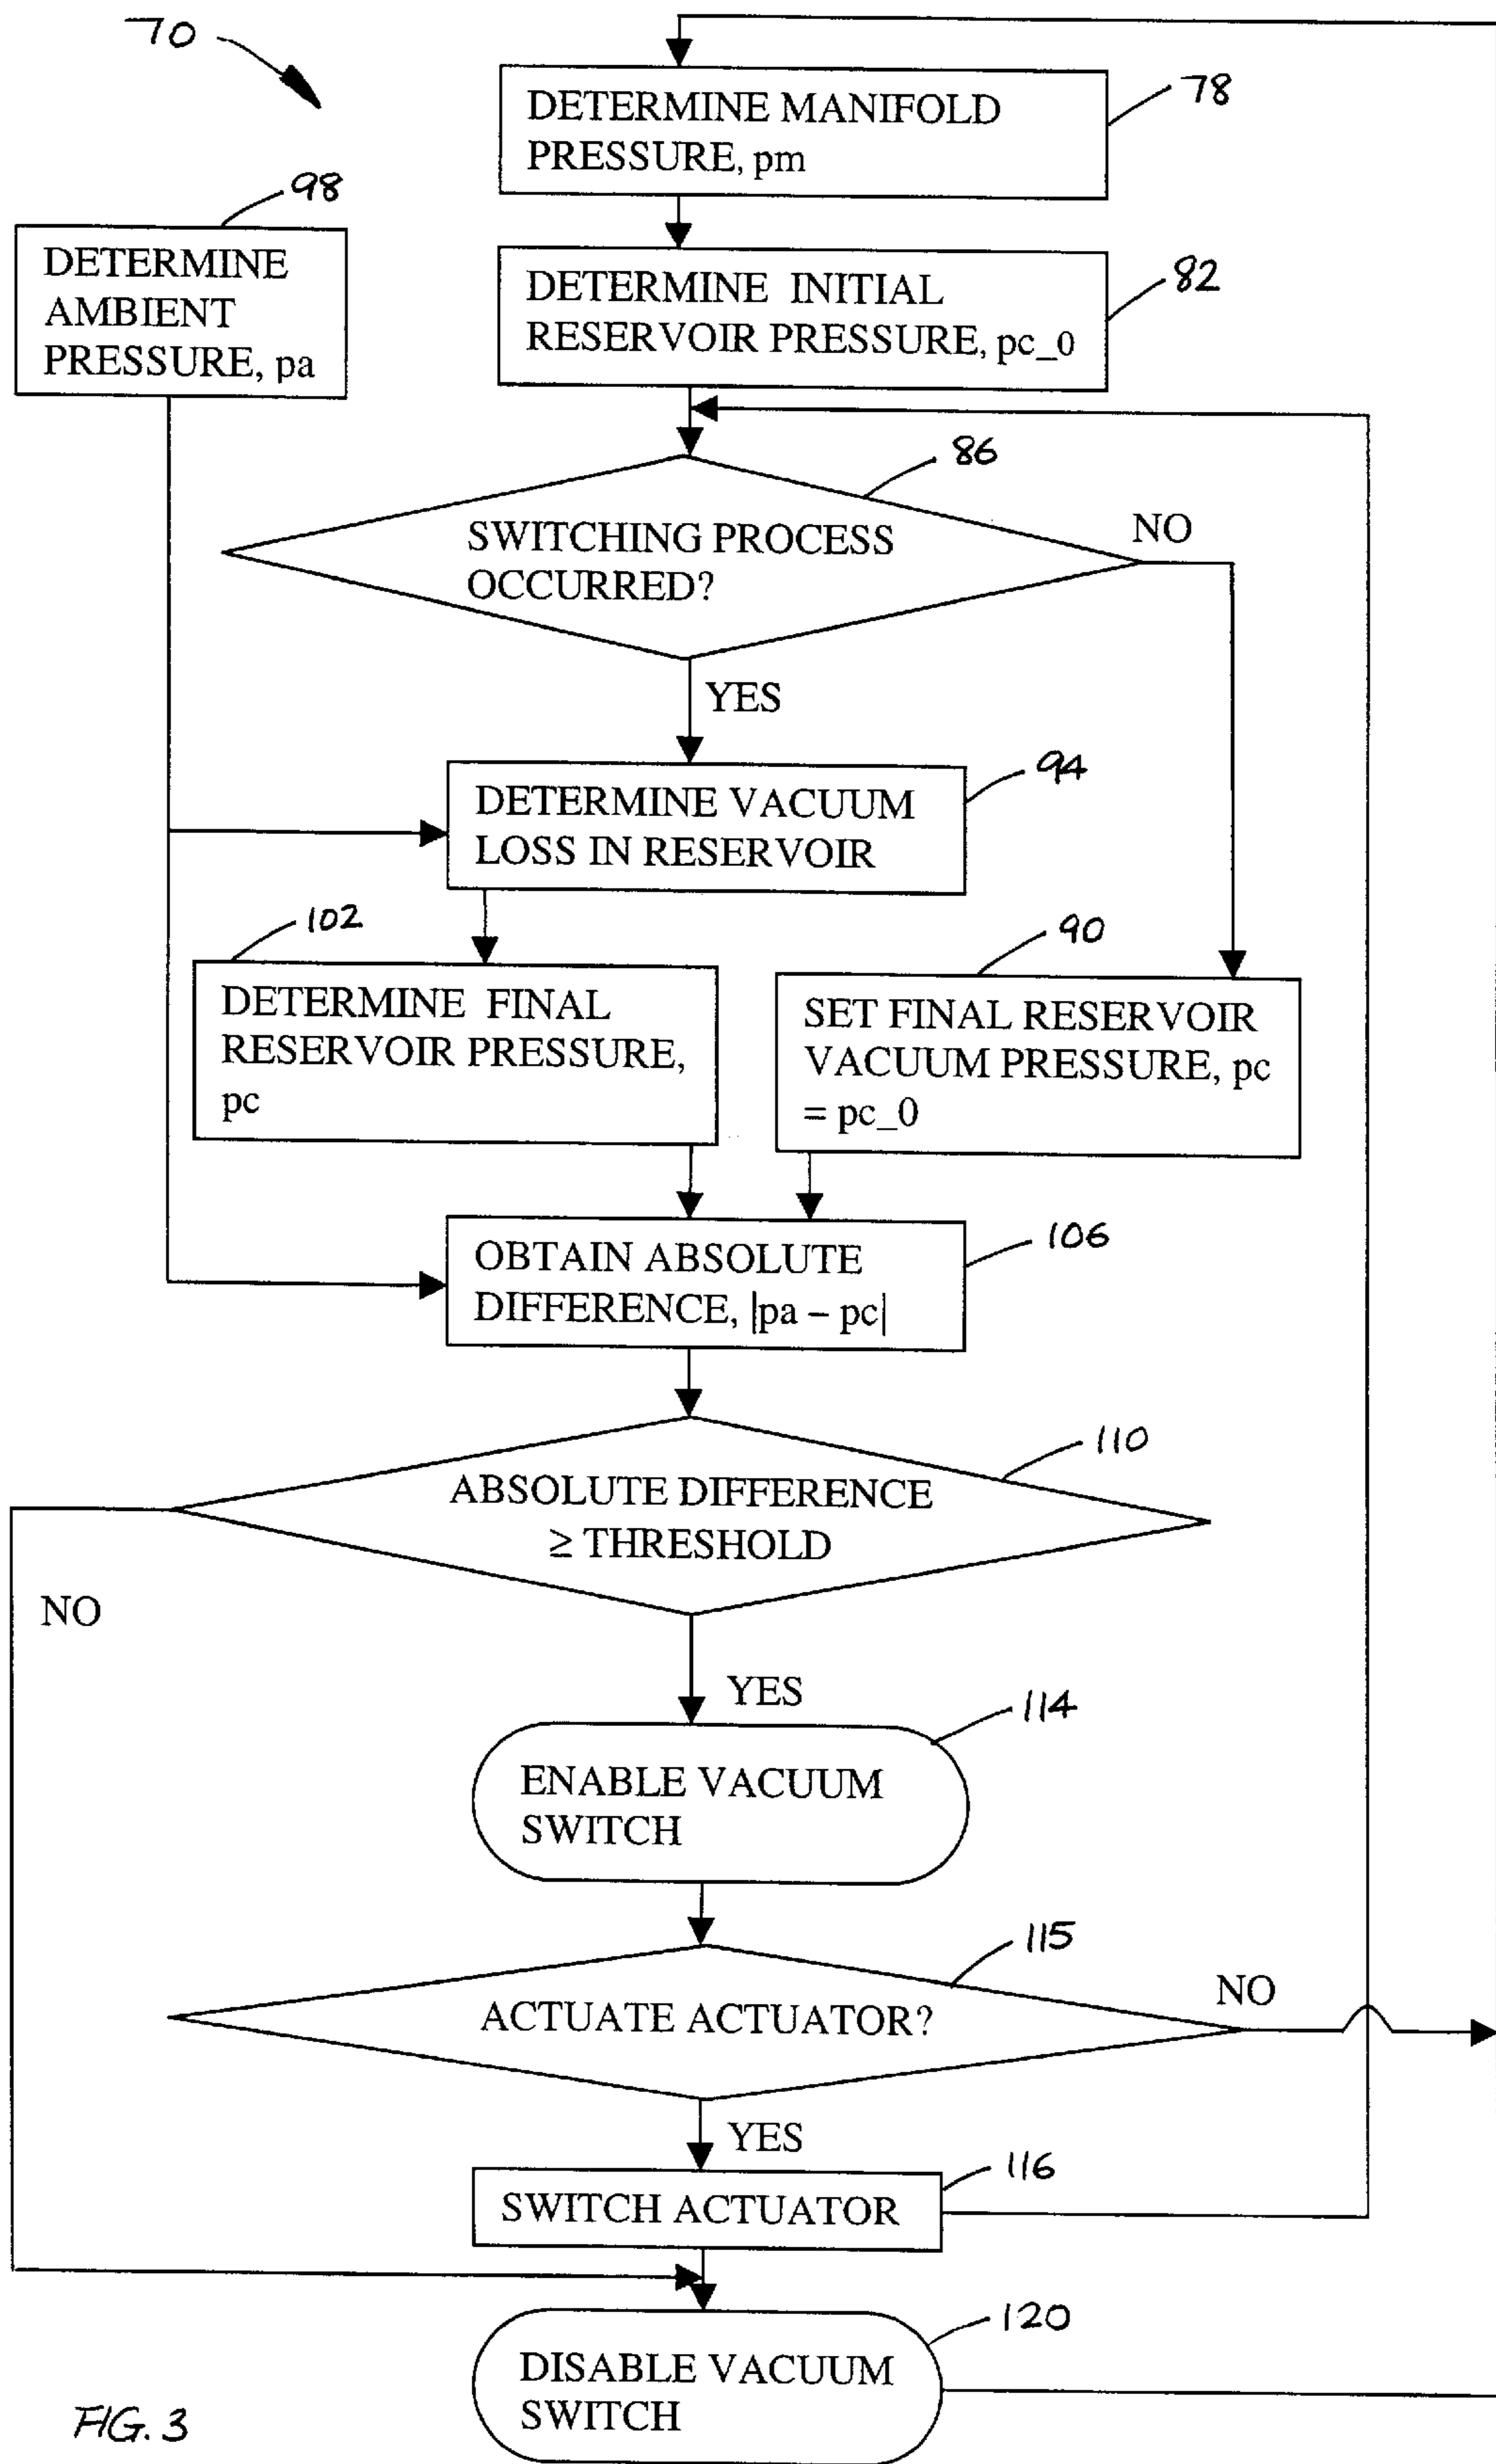 70
DETERMINE MANIFOLD
PRESSURE, pm
78
98
DETERMINE
AMBIENT
PRESSURE, pa
DETERMINE INITIAL
RESERVOIR PRESSURE, pc_0
82
86
SWITCHING PROCESS
OCCURRED?
NO
YES
DETERMINE VACUUM
LOSS IN RESERVOIR
94
102
DETERMINE FINAL
RESERVOIR PRESSURE,
pc
90
SET FINAL RESERVOIR
VACUUM PRESSURE, pc
= pc_0
OBTAIN ABSOLUTE
DIFFERENCE, |pa – pc|
106
110
ABSOLUTE DIFFERENCE
≥ THRESHOLD
NO
YES
114
ENABLE VACUUM
SWITCH
115
ACTUATE ACTUATOR?
NO
YES
116
SWITCH ACTUATOR
120
DISABLE VACUUM
SWITCH
FIG. 3